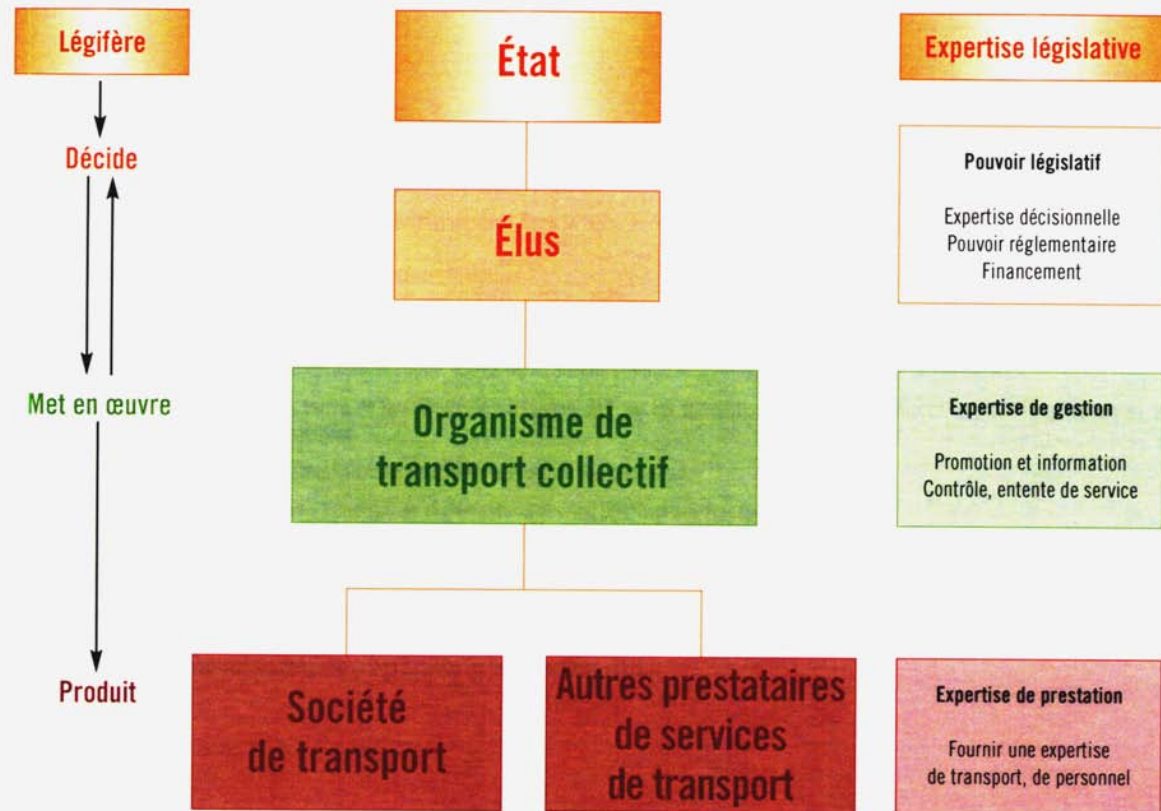 Légifère
Décide
Met en œuvre
Produit
État
Élus
Organisme de
transport collectif
Société
de transport
Autres prestataires
de services
de transport
Expertise législative
Pouvoir législatif
Expertise décisionnelle
Pouvoir réglementaire
Financement
Expertise de gestion
Promotion et information
Contrôle, entente de service
Expertise de prestation
Fournir une expertise
de transport, de personnel